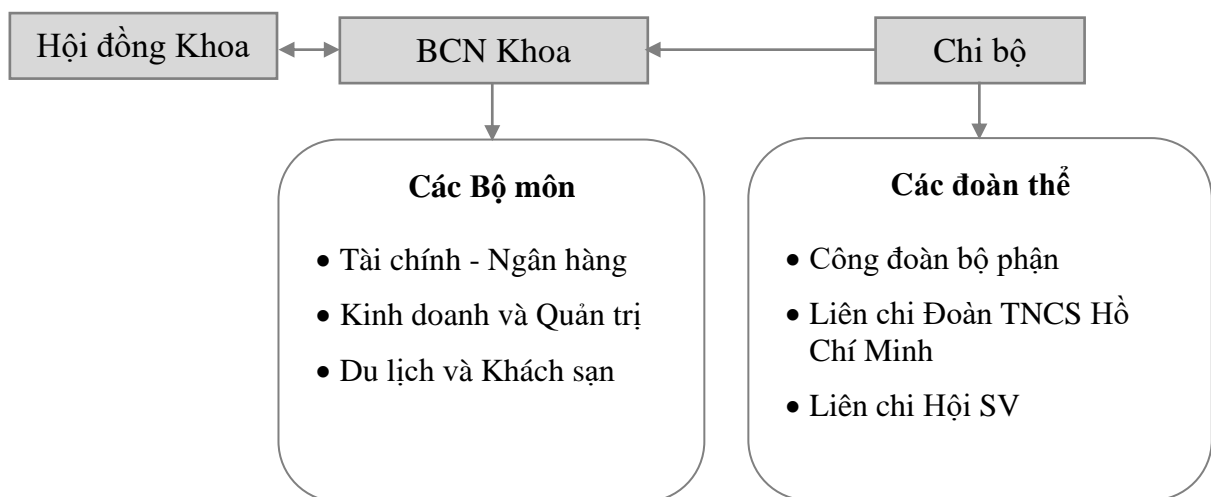 Hội đồng Khoa
BCN Khoa
Chi bộ
Các Bộ môn
• Tài chính - Ngân hàng
• Kinh doanh và Quản trị
• Du lịch và Khách sạn
Các đoàn thể
• Công đoàn bộ phận
• Liên chi Đoàn TNCS Hồ
Chí Minh
• Liên chi Hội SV